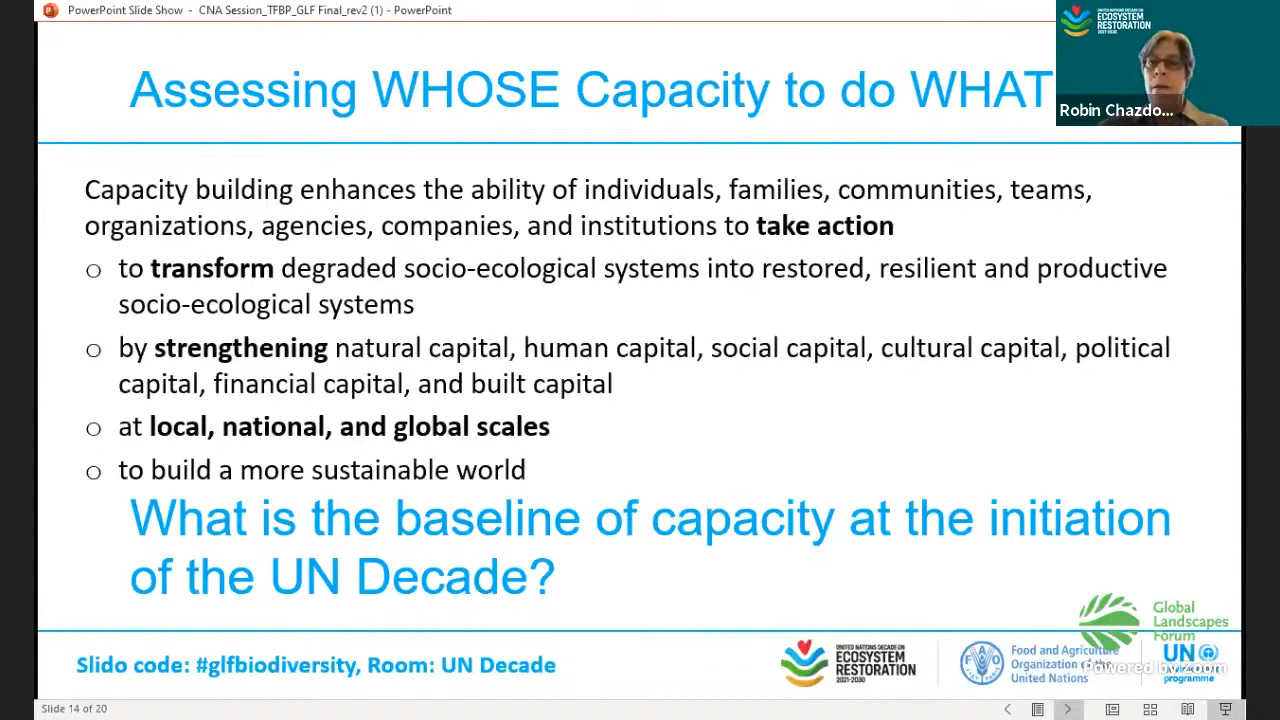 PowerPoint Slide Show - CNA Session_TFBP_GLF Final_rev2 (1) - PowerPoint
UNITED NATIONS DECADE ON
ECOSYSTEM
RESTORATION
2021-2030
Robin Chazdo...
Assessing WHOSE Capacity to do WHAT
Capacity building enhances the ability of individuals, families, communities, teams,
organizations, agencies, companies, and institutions to take action
o to transform degraded socio-ecological systems into restored, resilient and productive
socio-ecological systems
o by strengthening natural capital, human capital, social capital, cultural capital, political
capital, financial capital, and built capital
o at local, national, and global scales
o to build a more sustainable world
What is the baseline of capacity at the initiation
of the UN Decade?
Global
Landscapes
Forum
Slido code: #glfbiodiversity, Room: UN Decade
UNITED NATIONS DECADE ON
ECOSYSTEM
RESTORATION
2021-2030
FAO
Food and Agriculture
Organization of the
United Nations
UN
programme
Powered by zoom
Slide 14 of 20